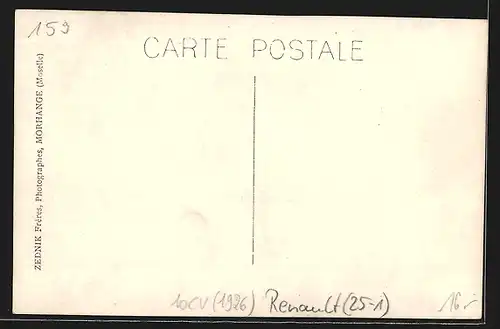 159
CARTE POSTALE
ZEDNIK Frères, Photographes, MORHANGE (Moselle)
10CV (1926) Renault (25-1) 16,-